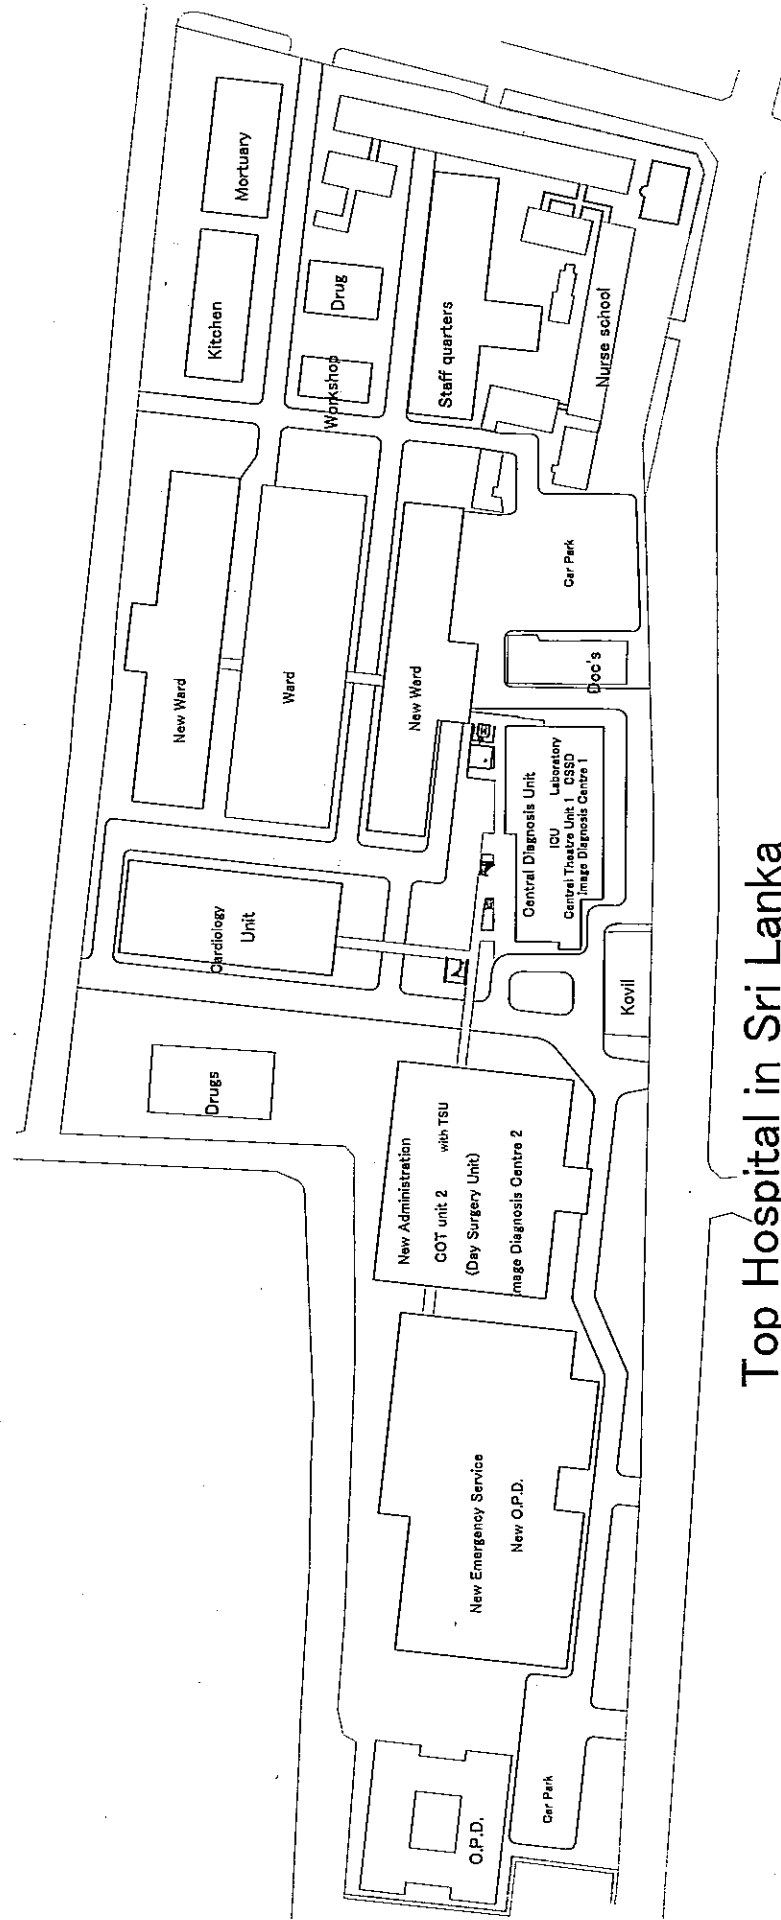 Mortuary
Kitchen
Drug
Workshop
Staff quarters
Nurse school
New Ward
Ward
New Ward
Car Park
Doc's
Cardiology
Unit
Central Diagnosis Unit
ICU Laboratory
Central Theatre Unit 1 CSSD
Image Diagnosis Centre 1
Kovil
Drugs
New Administration
COT unit 2 with TSU
(Day Surgery Unit)
Image Diagnosis Centre 2
New Emergency Service
New O.P.D.
O.P.D.
Car Park
Top Hospital in Sri Lanka